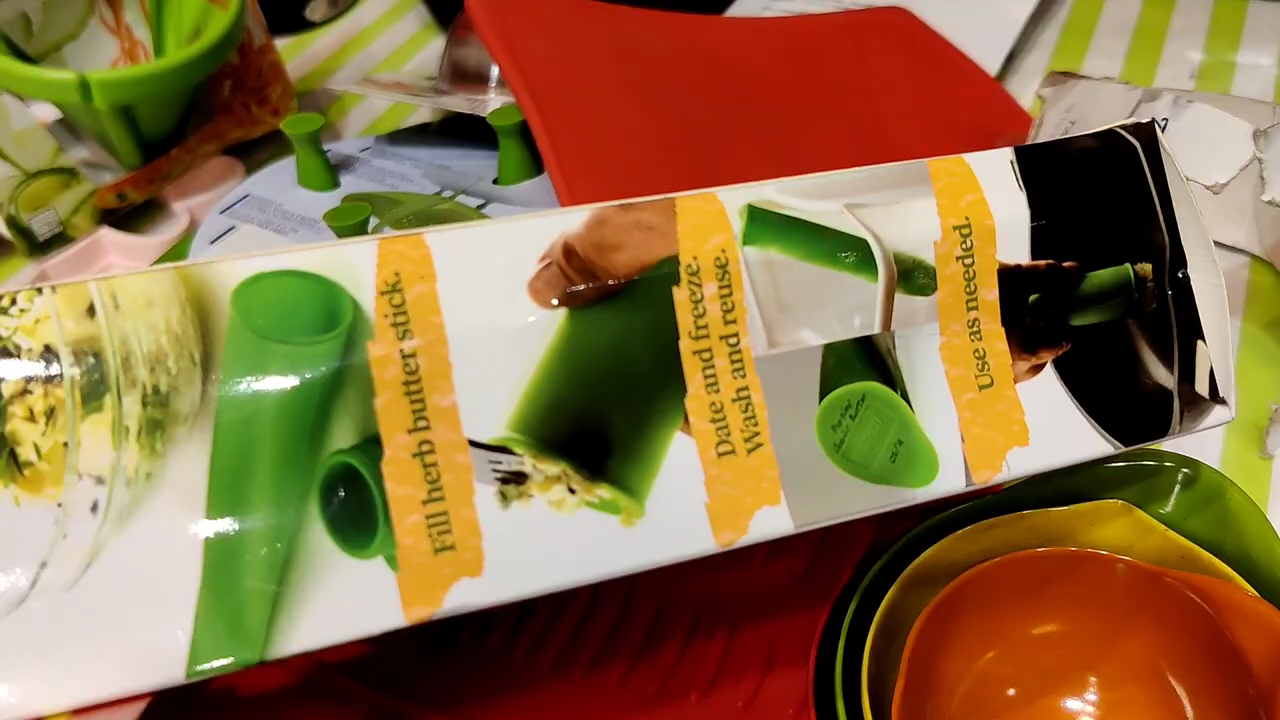 Fill herb butter stick.
Date and freeze.
Wash and reuse.
Use as needed.